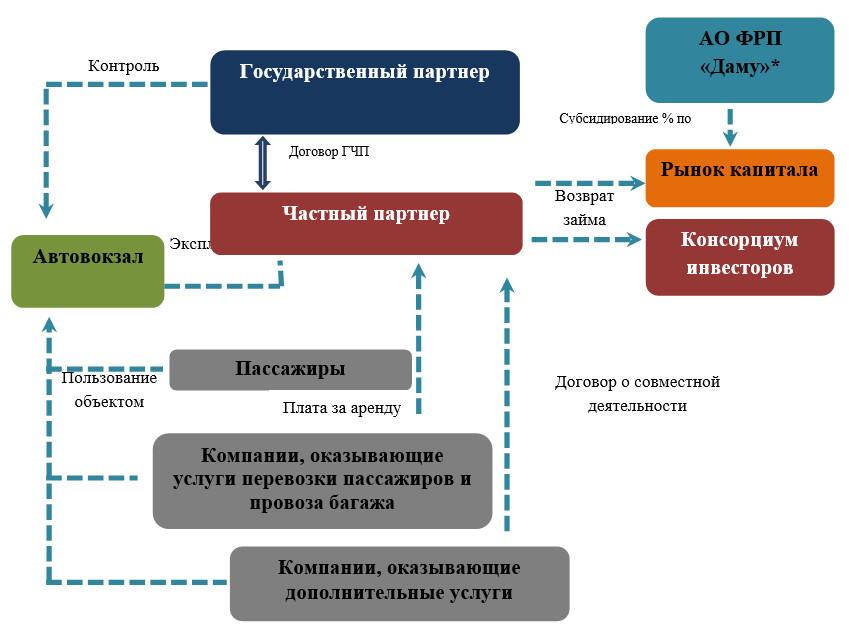 АО ФРП
«Даму»*
Контроль
Государственный партнер
Субсидирование % по
Договор ГЧП
Рынок капитала
Возврат
займа
Частный партнер
Консорциум
инвесторов
Автовокзал
Пассажиры
Пользование
объектом
Плата за аренду
Договор о совместной
деятельности
Компании, оказывающие
услуги перевозки пассажиров и
провоза багажа
Компании, оказывающие
дополнительные услуги